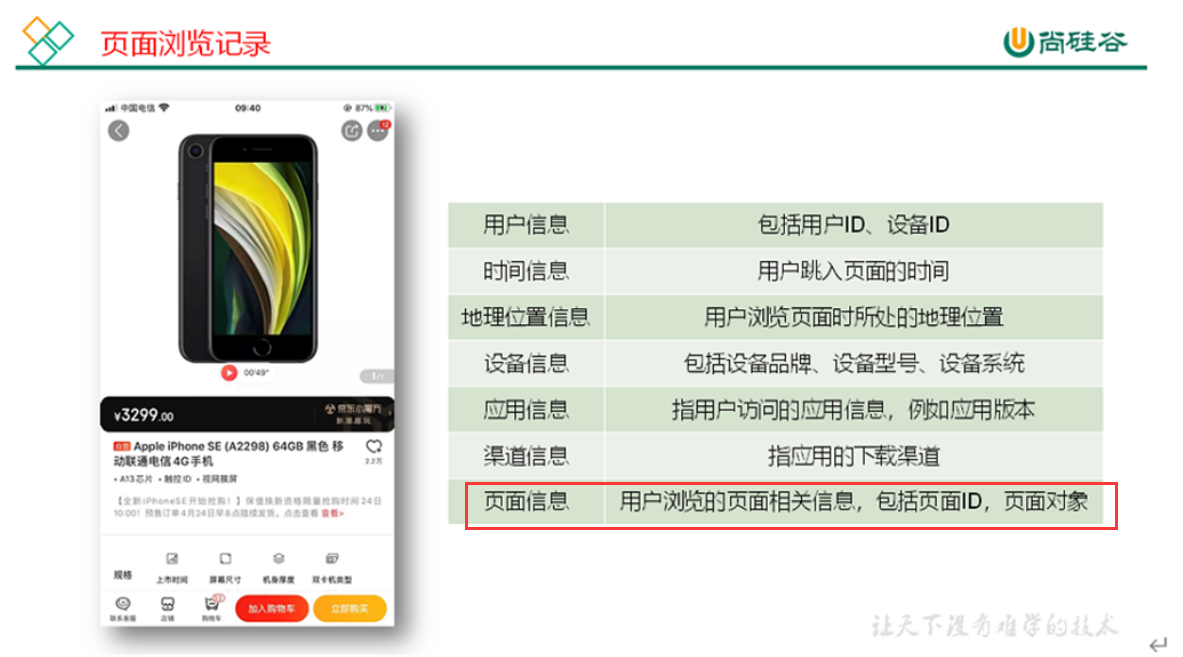 页面浏览记录
尚硅谷
中国电信 09:40 87%
12
00'49"
1/7
¥3299.00
京东小魔方
新潮趣玩
自营 Apple iPhone SE (A2298) 64GB 黑色 移
动联通电信4G手机
2.2万
• A13芯片 • 触控ID • 视网膜屏
【全新iPhoneSE开始抢购！】保值换新资格限量抢购时间24日
10:00！预售订单4月24日早8点陆续发货，点击查看 查看>
规格 上市时间 屏幕尺寸 机身厚度 双卡机类型
联系客服 店铺 购物车 加入购物车 立即购买
用户信息 包括用户ID、设备ID
时间信息 用户跳入页面的时间
地理位置信息 用户浏览页面时所处的地理位置
设备信息 包括设备品牌、设备型号、设备系统
应用信息 指用户访问的应用信息，例如应用版本
渠道信息 指应用的下载渠道
页面信息 用户浏览的页面相关信息，包括页面ID，页面对象
让天下没有难学的技术